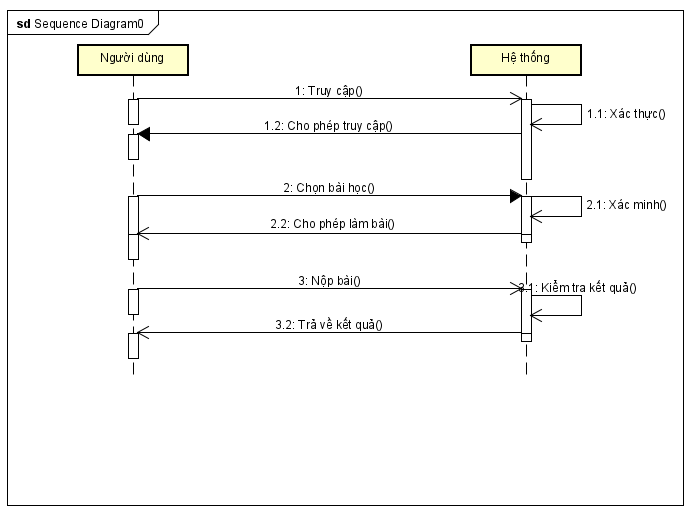 sd Sequence Diagram0
Người dùng
Hệ thống
1: Truy cập()
1.1: Xác thực()
1.2: Cho phép truy cập()
2: Chọn bài học()
2.1: Xác minh()
2.2: Cho phép làm bài()
3: Nộp bài()
3.1: Kiểm tra kết quả()
3.2: Trả về kết quả()